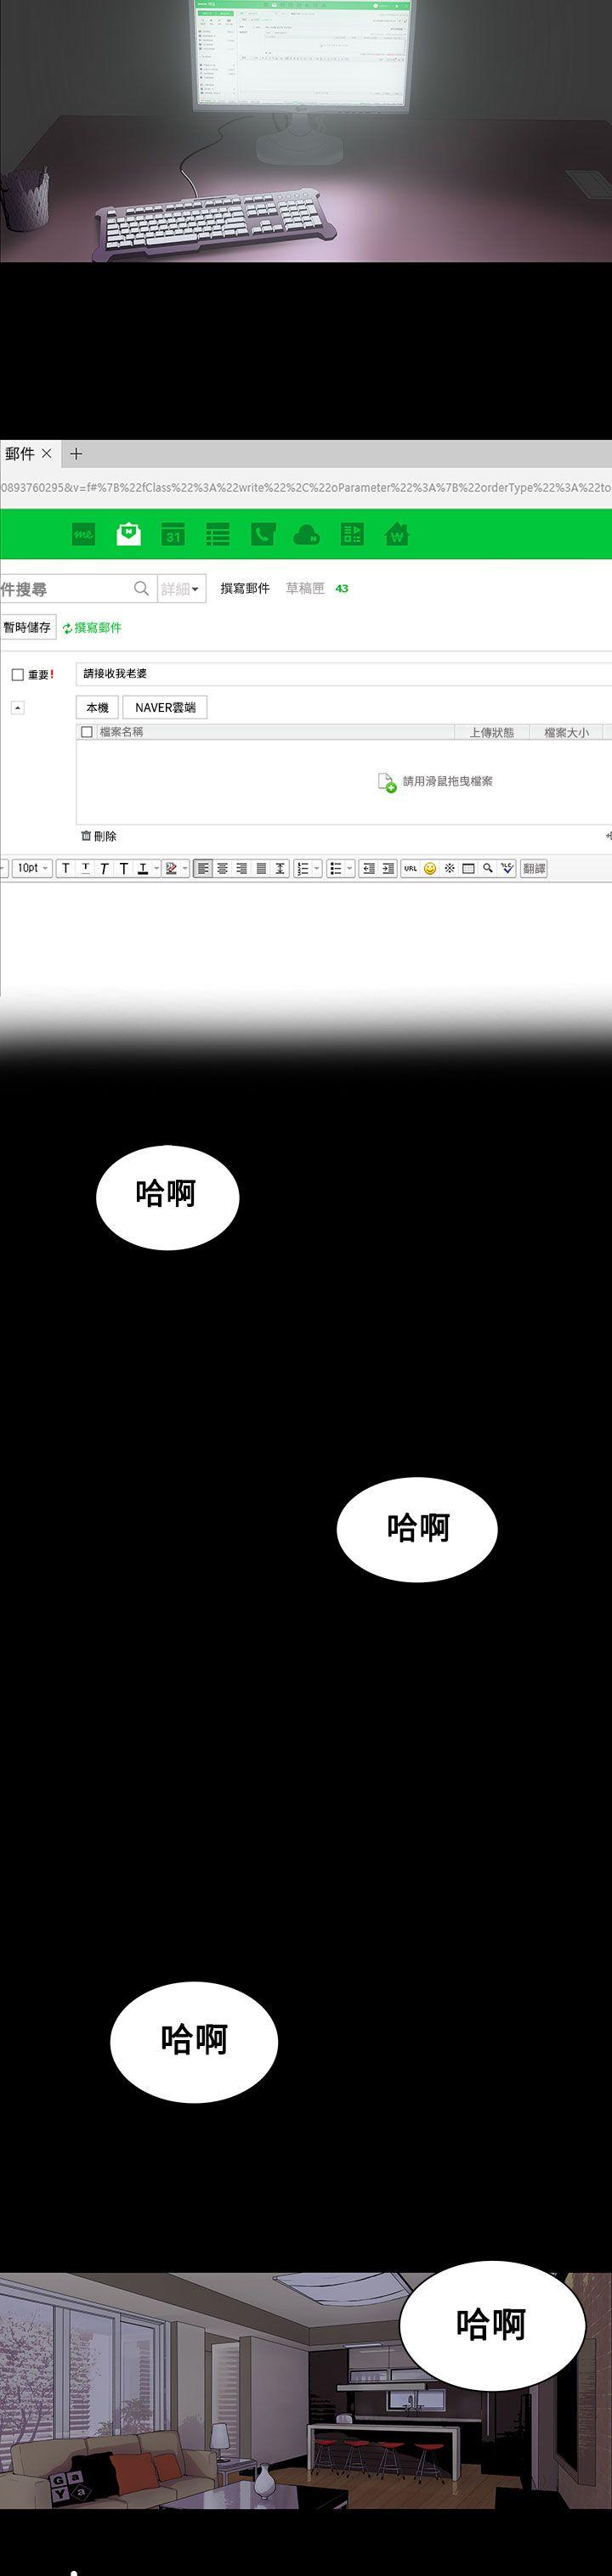 郵件 × +
0893760295&v=f#%7B%22fClass%22%3A%22write%22%2C%22oParameter%22%3A%7B%22orderType%22%3A%22to
me N 31 N W
件搜尋 詳細 撰寫郵件 草稿匣 43
暫時儲存 撰寫郵件
重要! 請接收我老婆
本機 NAVER雲端
檔案名稱 上傳狀態 檔案大小
請用滑鼠拖曳檔案
刪除
10pt T T T T T URL 翻譯
哈啊
哈啊
哈啊
哈啊
Ga
Y a